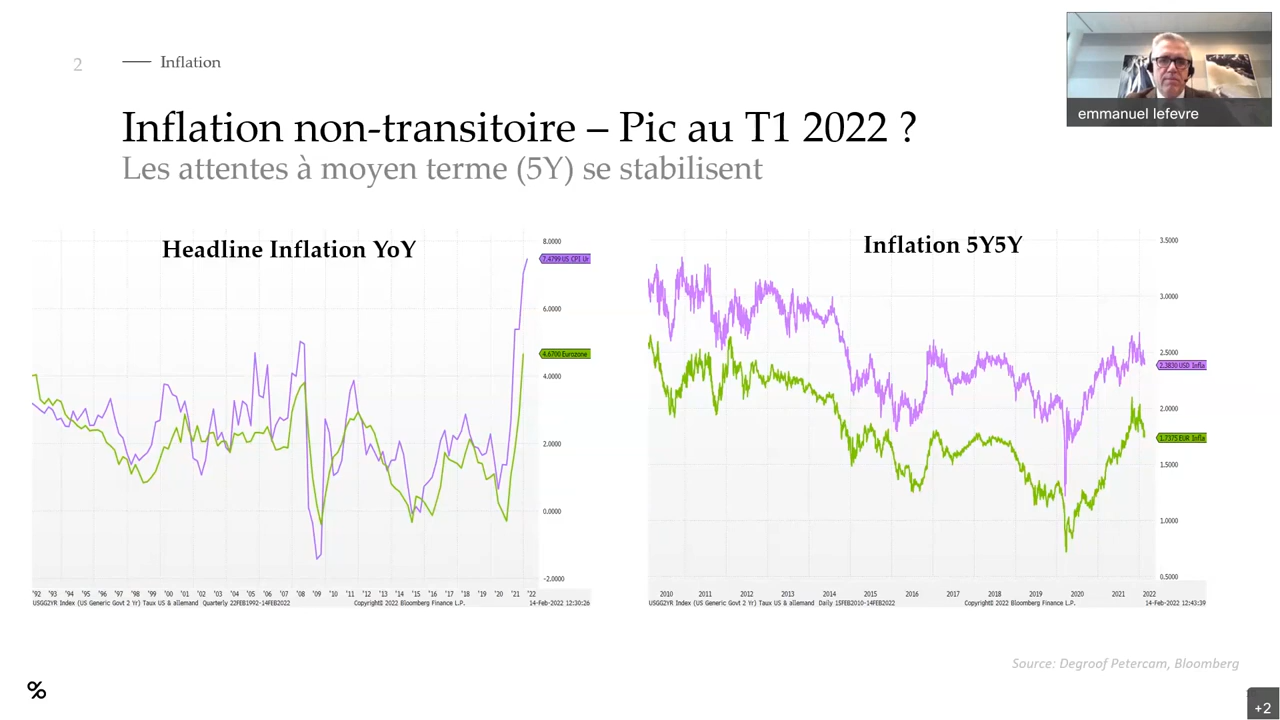 2
Inflation
emmanuel lefevre
Inflation non-transitoire – Pic au T1 2022 ?
Les attentes à moyen terme (5Y) se stabilisent
Headline Inflation YoY
8.0000
7.4799 US CPI Ur
6.0000
4.6700 Eurozone
4.0000
2.0000
0.0000
-2.0000
'92 '93 '94 '95 '96 '97 '98 '99 '00 '01 '02 '03 '04 '05 '06 '07 '08 '09 '10 '11 '12 '13 '14 '15 '16 '17 '18 '19 '20 '21 '22
USGG2YR Index (US Generic Govt 2 Yr) Taux US & allemand Quarterly 22FEB1992-14FEB2022 Copyright© 2022 Bloomberg Finance L.P. 14-Feb-2022 12:30:26
Inflation 5Y5Y
3.5000
3.0000
2.5000
2.3830 USD Infla
2.0000
1.7375 EUR Infla
1.5000
1.0000
0.5000
2010 2011 2012 2013 2014 2015 2016 2017 2018 2019 2020 2021 2022
USGG2YR Index (US Generic Govt 2 Yr) Taux US & allemand Daily 15FEB2010-14FEB2022 Copyright© 2022 Bloomberg Finance L.P. 14-Feb-2022 12:43:39
Source: Degroof Petercam, Bloomberg
+2